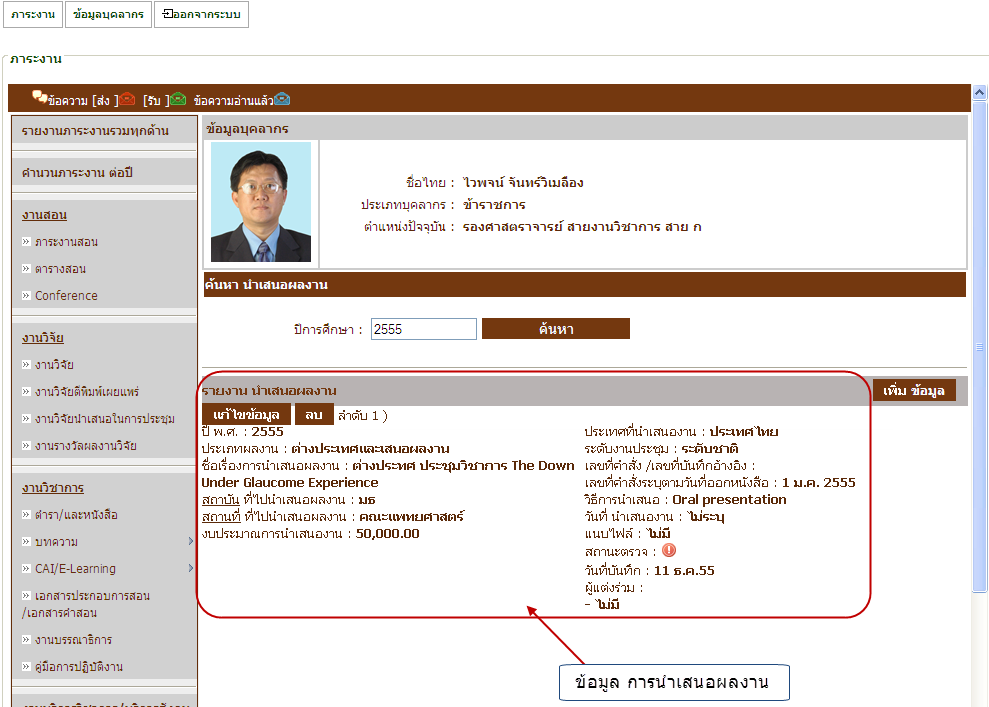 ภาระงาน ข้อมูลบุคลากร ออกจากระบบ
ภาระงาน
ข้อความ [ส่ง ] [รับ ] ข้อความอ่านแล้ว
รายงานภาระงานรวมทุกด้าน
คำนวนภาระงาน ต่อปี
งานสอน
» ภาระงานสอน
» ตารางสอน
» Conference
งานวิจัย
» งานวิจัย
» งานวิจัยตีพิมพ์เผยแพร่
» งานวิจัยนำเสนอในการประชุม
» งานรางวัลผลงานวิจัย
งานวิชาการ
» ตำรา/และหนังสือ
» บทความ
» CAI/E-Learning
» เอกสารประกอบการสอน
/เอกสารคำสอน
» งานบรรณาธิการ
» คู่มือการปฏิบัติงาน
ข้อมูลบุคลากร
ชื่อไทย : ไวพจน์ จันทร์วิเมลือง
ประเภทบุคลากร : ข้าราชการ
ตำแหน่งปัจจุบัน : รองศาสตราจารย์ สายงานวิชาการ สาย ก
ค้นหา นำเสนอผลงาน
ปีการศึกษา : 2555 ค้นหา
รายงาน นำเสนอผลงาน เพิ่ม ข้อมูล
แก้ไขข้อมูล ลบ ลำดับ 1 )
ปี พ.ศ. : 2555
ประเภทผลงาน : ต่างประเทศและเสนอผลงาน
ชื่อเรื่องการนำเสนอผลงาน : ต่างประทศ ประชุมวิชาการ The Down
Under Glaucome Experience
สถาบัน ที่ไปนำเสนอผลงาน : มธ
สถานที่ ที่ไปนำเสนอผลงาน : คณะแพทยศาสตร์
งบประมาณการนำเสนองาน : 50,000.00
ประเทศที่นำเสนองาน : ประเทศไทย
ระดับงานประชุม : ระดับชาติ
เลขที่คำสั่ง /เลขที่บันทึกอ้างอิง :
เลขที่คำสั่งระบุตามวันที่ออกหนังสือ : 1 ม.ค. 2555
วิธีการนำเสนอ : Oral presentation
วันที่ นำเสนองาน : ไม่ระบุ
แนบไฟล์ : ไม่มี
สถานะตรวจ :
วันที่บันทึก : 11 ธ.ค.55
ผู้แต่งร่วม :
- ไม่มี
ข้อมูล การนำเสนอผลงาน